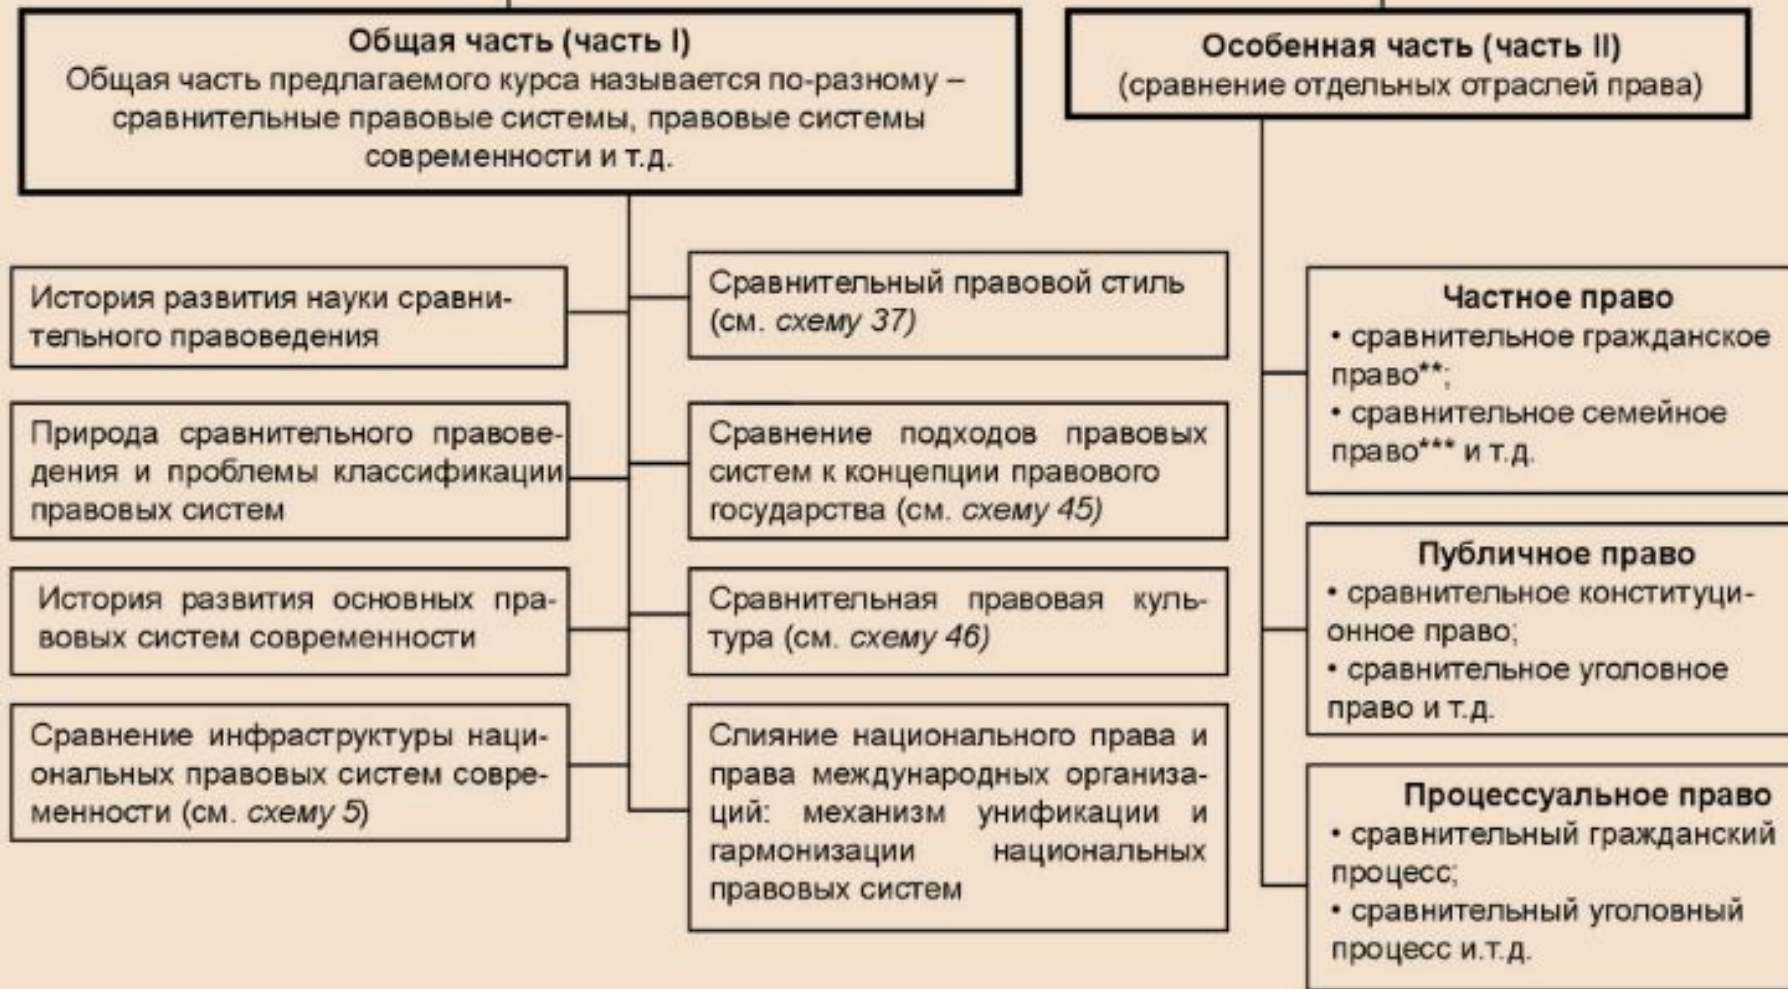 Общая часть (часть I)
Общая часть предлагаемого курса называется по-разному –
сравнительные правовые системы, правовые системы
современности и т.д.
История развития науки сравни-
тельного правоведения
Природа сравнительного правове-
дения и проблемы классификации
правовых систем
История развития основных пра-
вовых систем современности
Сравнение инфраструктуры наци-
ональных правовых систем совре-
менности (см. схему 5)
Сравнительный правовой стиль
(см. схему 37)
Сравнение подходов правовых
систем к концепции правового
государства (см. схему 45)
Сравнительная правовая куль-
тура (см. схему 46)
Слияние национального права и
права международных организа-
ций: механизм унификации и
гармонизации национальных
правовых систем
Особенная часть (часть II)
(сравнение отдельных отраслей права)
Частное право
• сравнительное гражданское
право**;
• сравнительное семейное
право*** и т.д.
Публичное право
• сравнительное конституци-
онное право;
• сравнительное уголовное
право и т.д.
Процессуальное право
• сравнительный гражданский
процесс;
• сравнительный уголовный
процесс и.т.д.